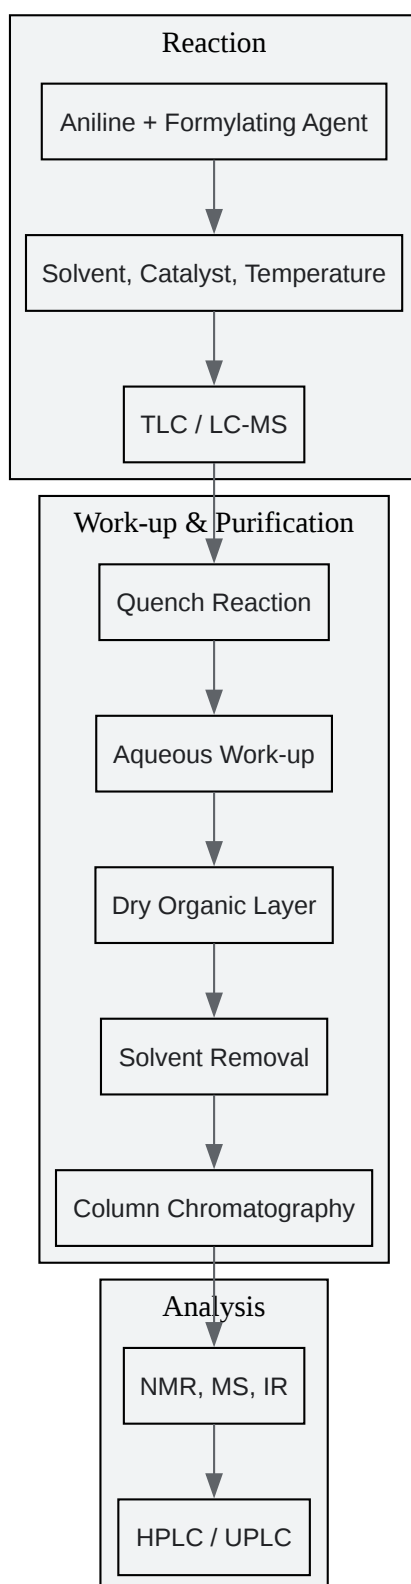 Reaction
Aniline + Formylating Agent
Solvent, Catalyst, Temperature
TLC / LC-MS
Work-up & Purification
Quench Reaction
Aqueous Work-up
Dry Organic Layer
Solvent Removal
Column Chromatography
Analysis
NMR, MS, IR
HPLC / UPLC